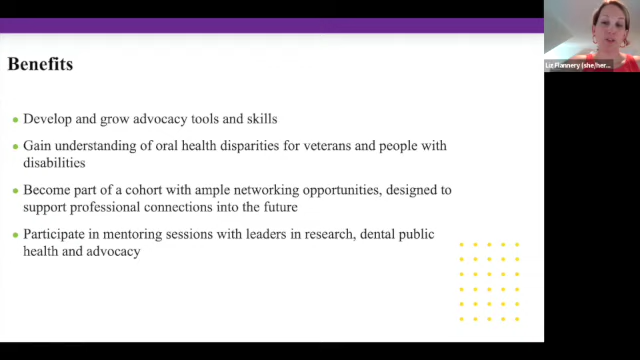 Benefits
Develop and grow advocacy tools and skills
Gain understanding of oral health disparities for veterans and people with
disabilities
Become part of a cohort with ample networking opportunities, designed to
support professional connections into the future
Participate in mentoring sessions with leaders in research, dental public
health and advocacy
Liz Flannery (she/her...